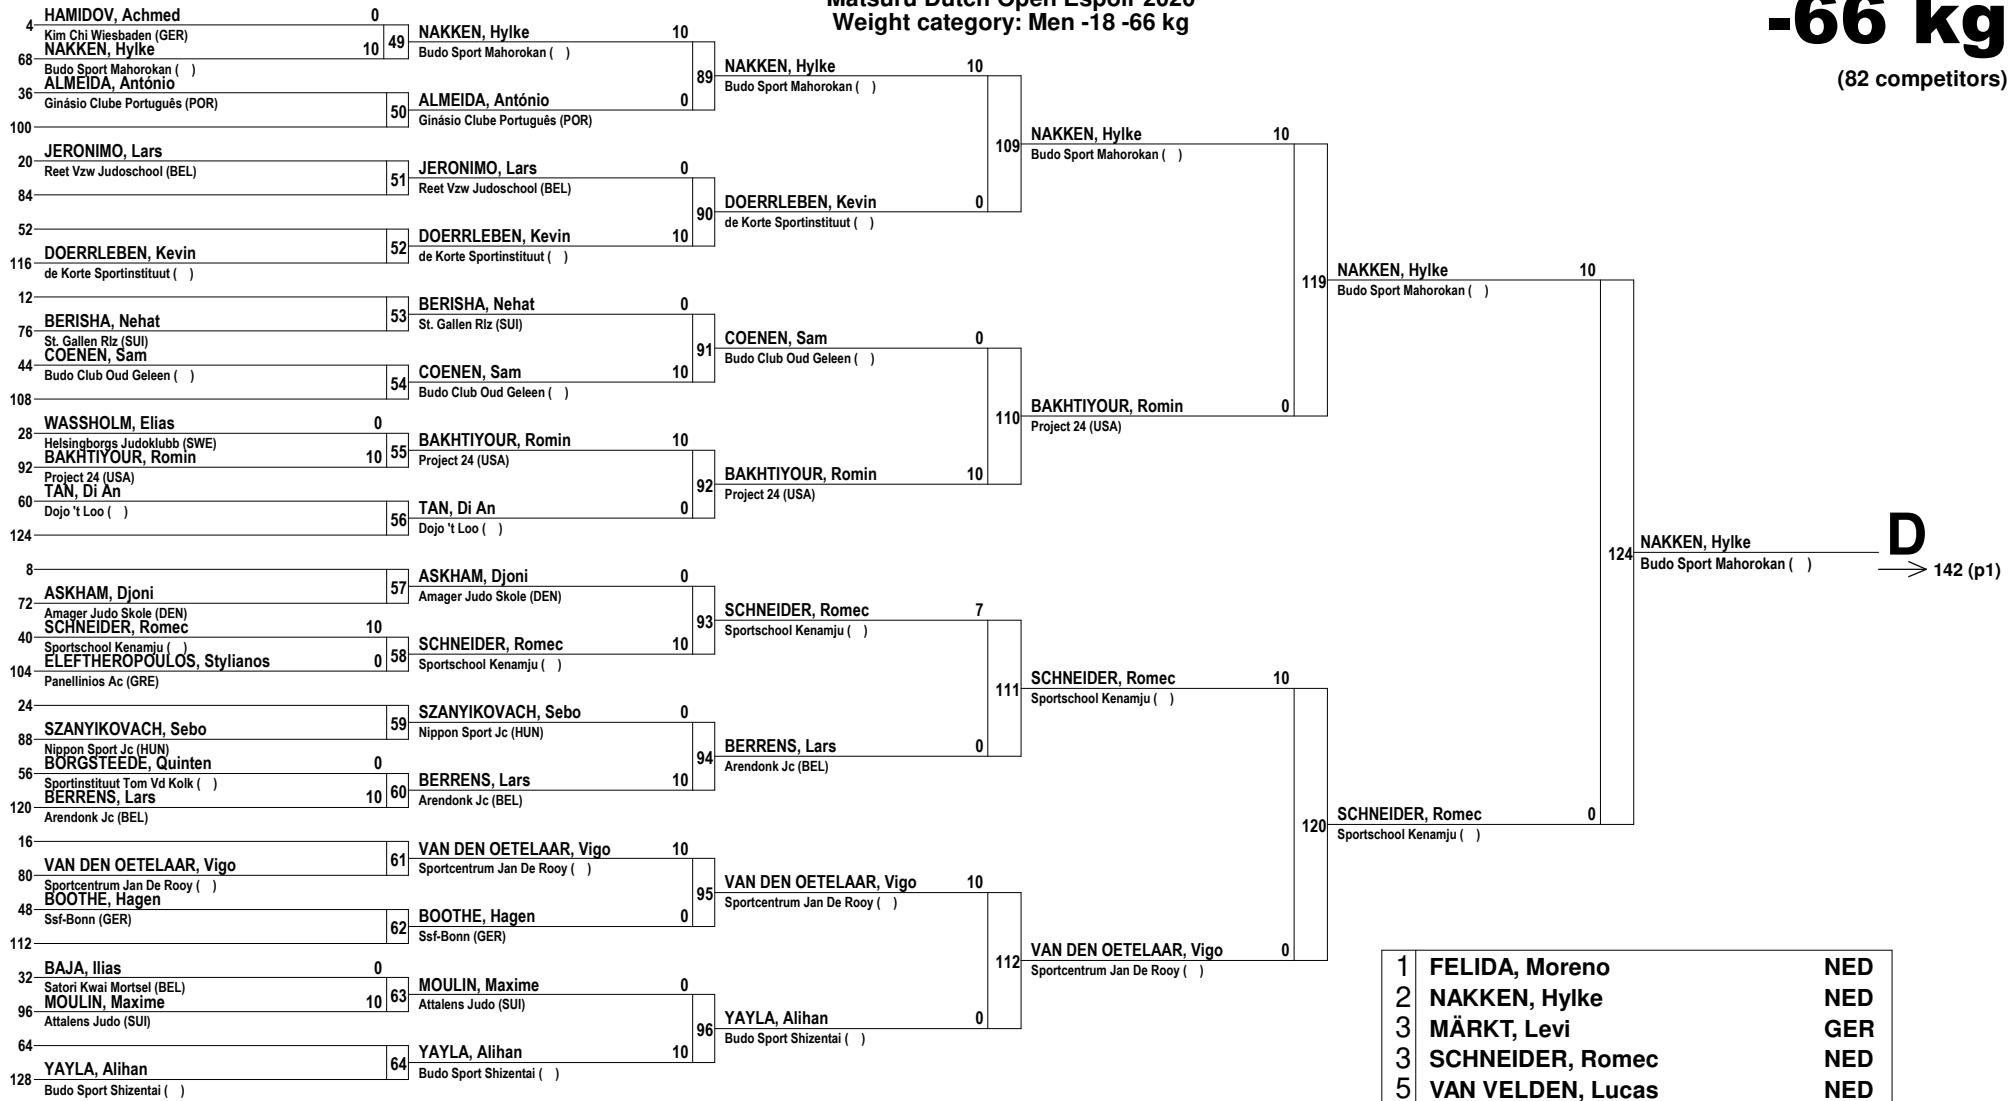 Matsuru Dutch Open Espoir 2020
Weight category: Men -18 -66 kg
-66 kg
(82 competitors)
4
HAMIDOV, Achmed 0
Kim Chi Wiesbaden (GER)
49
68
NAKKEN, Hylke 10
Budo Sport Mahorokan ( )
36
ALMEIDA, António
Ginásio Clube Português (POR)
50
100
20
JERONIMO, Lars
Reet Vzw Judoschool (BEL)
51
84
52
52
116
DOERRLEBEN, Kevin
de Korte Sportinstituut ( )
12
53
76
BERISHA, Nehat
St. Gallen Rlz (SUI)
44
COENEN, Sam
Budo Club Oud Geleen ( )
54
108
28
WASSHOLM, Elias 0
Helsingborgs Judoklubb (SWE)
55
92
BAKHTIYOUR, Romin 10
Project 24 (USA)
60
TAN, Di An
Dojo 't Loo ( )
56
124
8
57
72
ASKHAM, Djoni
Amager Judo Skole (DEN)
40
SCHNEIDER, Romec 10
Sportschool Kenamju ( )
58
104
ELEFTHEROPOULOS, Stylianos 0
Panellinios Ac (GRE)
24
59
88
SZANYIKOVACH, Sebo
Nippon Sport Jc (HUN)
56
BORGSTEEDE, Quinten 0
Sportinstituut Tom Vd Kolk ( )
60
120
BERRENS, Lars 10
Arendonk Jc (BEL)
16
61
80
VAN DEN OETELAAR, Vigo
Sportcentrum Jan De Rooy ( )
48
BOOTHE, Hagen
Ssf-Bonn (GER)
62
112
32
BAJA, Ilias 0
Satori Kwai Mortsel (BEL)
63
96
MOULIN, Maxime 10
Attalens Judo (SUI)
64
64
128
YAYLA, Alihan
Budo Sport Shizentai ( )
NAKKEN, Hylke 10
Budo Sport Mahorokan ( )
89
ALMEIDA, António 0
Ginásio Clube Português (POR)
JERONIMO, Lars 0
Reet Vzw Judoschool (BEL)
90
DOERRLEBEN, Kevin 10
de Korte Sportinstituut ( )
BERISHA, Nehat 0
St. Gallen Rlz (SUI)
91
COENEN, Sam 10
Budo Club Oud Geleen ( )
BAKHTIYOUR, Romin 10
Project 24 (USA)
92
TAN, Di An 0
Dojo 't Loo ( )
ASKHAM, Djoni 0
Amager Judo Skole (DEN)
93
SCHNEIDER, Romec 10
Sportschool Kenamju ( )
SZANYIKOVACH, Sebo 0
Nippon Sport Jc (HUN)
94
BERRENS, Lars 10
Arendonk Jc (BEL)
VAN DEN OETELAAR, Vigo 10
Sportcentrum Jan De Rooy ( )
95
BOOTHE, Hagen 0
Ssf-Bonn (GER)
MOULIN, Maxime 0
Attalens Judo (SUI)
96
YAYLA, Alihan 10
Budo Sport Shizentai ( )
NAKKEN, Hylke 10
Budo Sport Mahorokan ( )
109
DOERRLEBEN, Kevin 0
de Korte Sportinstituut ( )
COENEN, Sam 0
Budo Club Oud Geleen ( )
110
BAKHTIYOUR, Romin 10
Project 24 (USA)
SCHNEIDER, Romec 7
Sportschool Kenamju ( )
111
BERRENS, Lars 0
Arendonk Jc (BEL)
VAN DEN OETELAAR, Vigo 10
Sportcentrum Jan De Rooy ( )
112
YAYLA, Alihan 0
Budo Sport Shizentai ( )
NAKKEN, Hylke 10
Budo Sport Mahorokan ( )
119
BAKHTIYOUR, Romin 0
Project 24 (USA)
SCHNEIDER, Romec 10
Sportschool Kenamju ( )
120
VAN DEN OETELAAR, Vigo 0
Sportcentrum Jan De Rooy ( )
NAKKEN, Hylke 10
Budo Sport Mahorokan ( )
124
SCHNEIDER, Romec 0
Sportschool Kenamju ( )
NAKKEN, Hylke
Budo Sport Mahorokan ( )
D
142 (p1)
1 FELIDA, Moreno NED
2 NAKKEN, Hylke NED
3 MÄRKT, Levi GER
3 SCHNEIDER, Romec NED
5 VAN VELDEN, Lucas NED